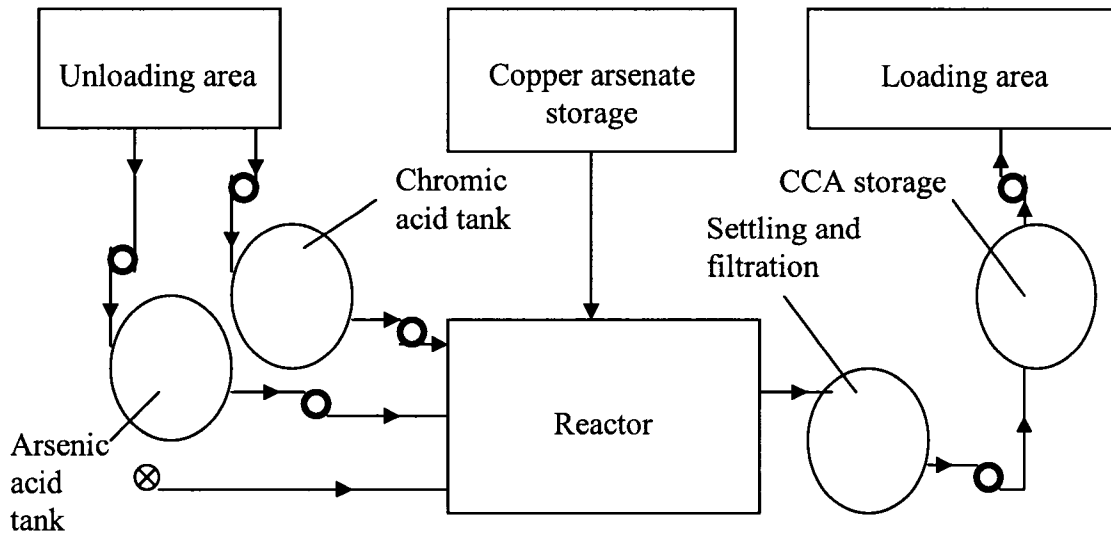 Unloading area
Copper arsenate
storage
Loading area
Chromic
acid tank
CCA storage
Settling and
filtration
Reactor
Arsenic
acid
tank